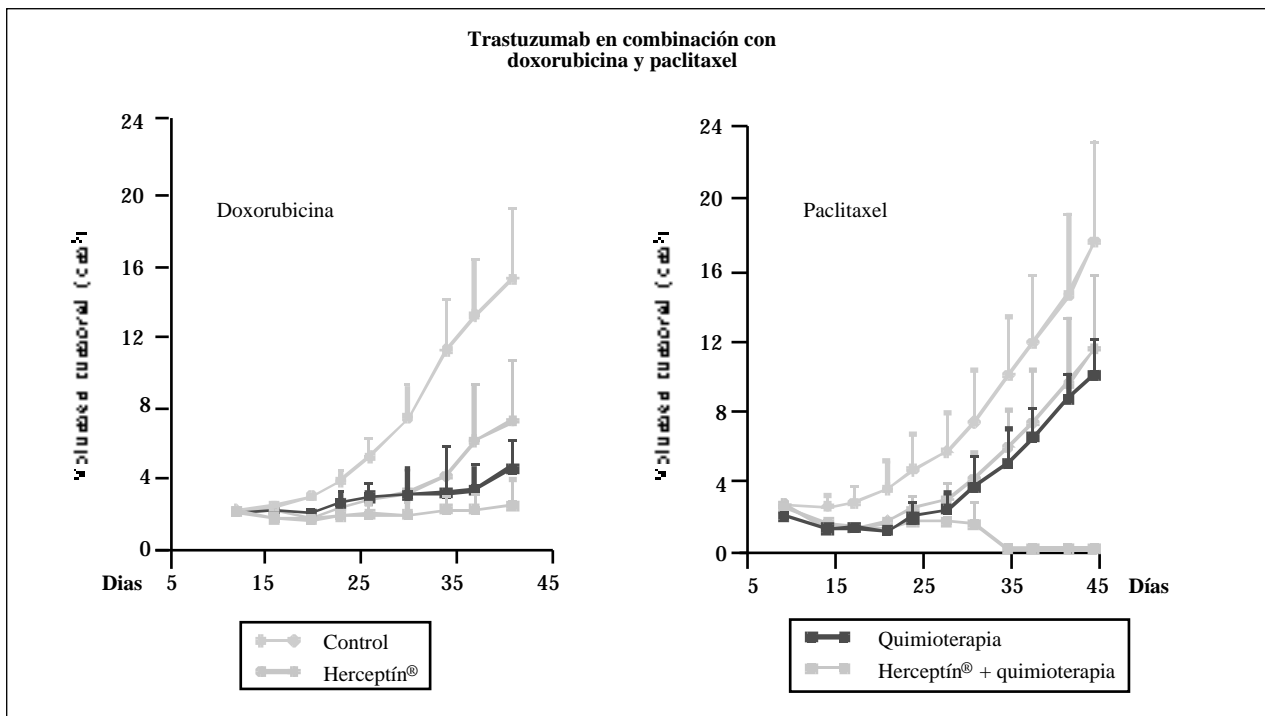 Trastuzumab en combinación con
doxorubicina y paclitaxel
24
20
16
12
8
4
0
Doxorubicina
Dias
5
15
25
35
45
24
20
16
12
8
4
0
Paclitaxel
5
15
25
35
45
Días
Control
Herceptín®
Quimioterapia
Herceptín® + quimioterapia